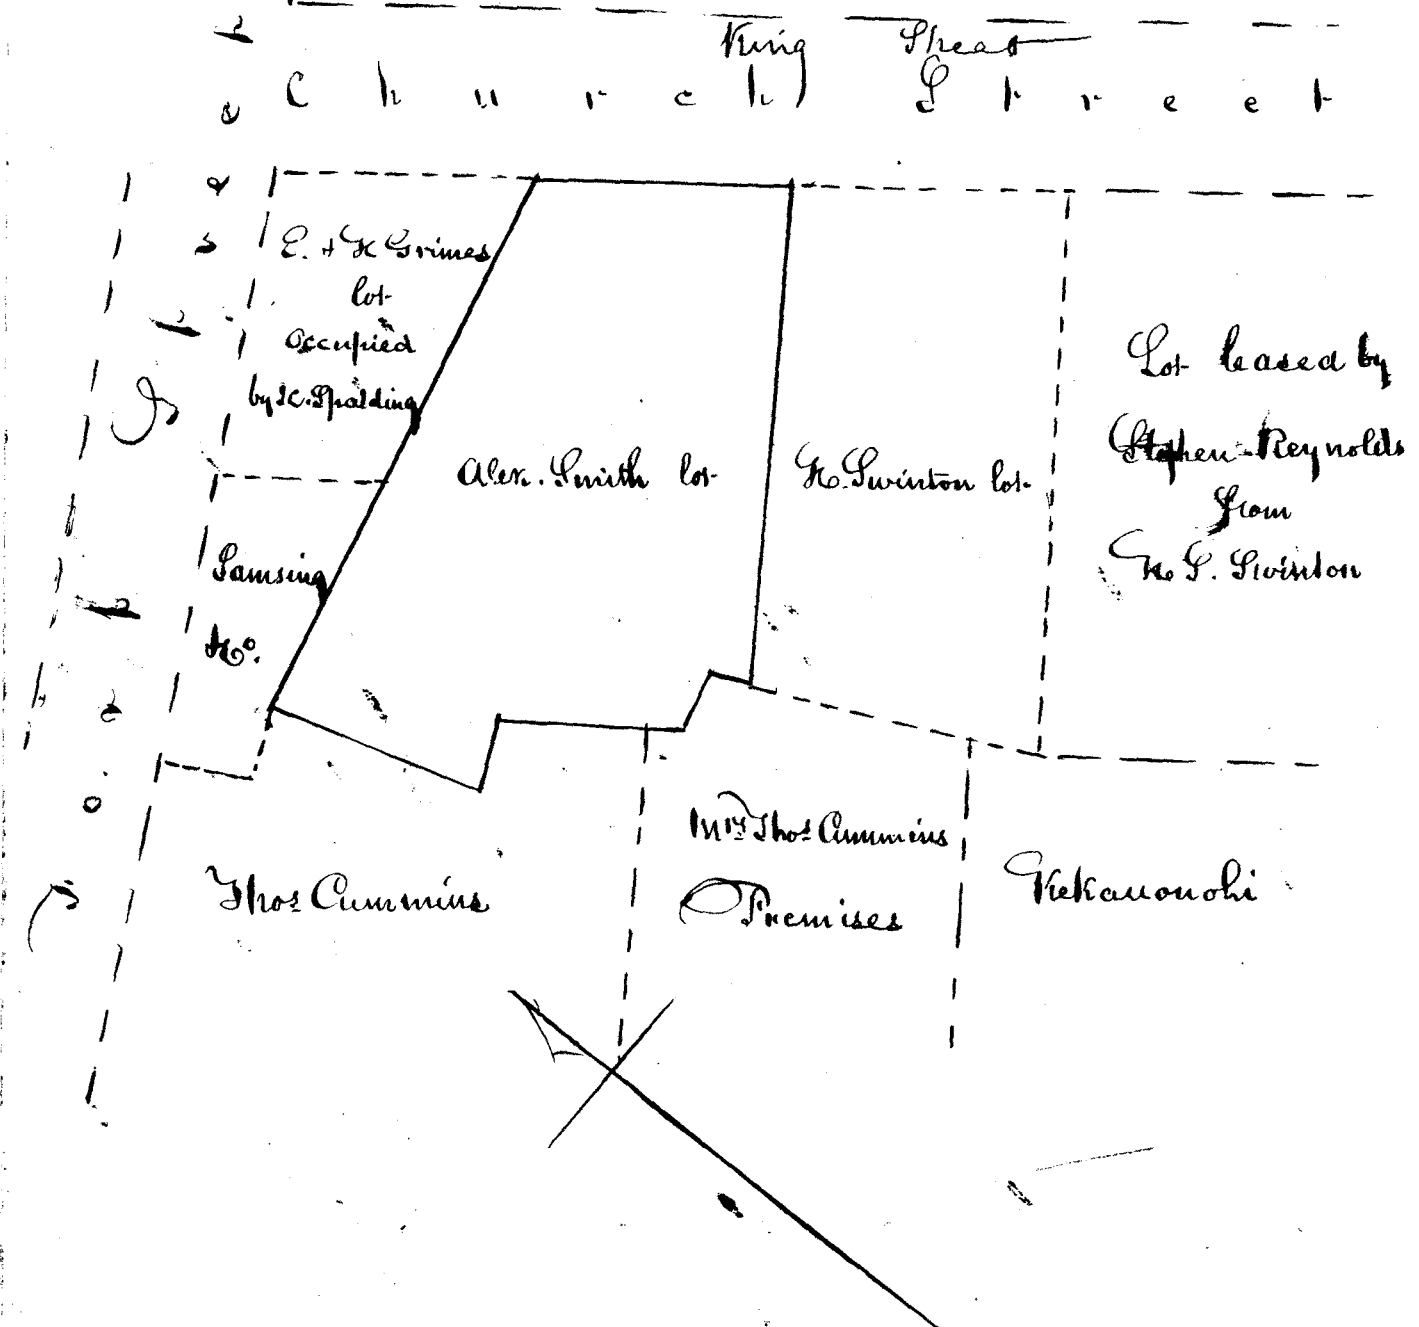 King Street
Church Street
E. & H Grimes
lot
Occupied
by J. Spalding
Alex. Smith lot
H. Swinton lot
Lot leased by
Stephen Reynolds
from
H. S. Swinton
Samsing
Thos Cummins
Mrs Thos Cummins
Premises
Kekauonohi
Street